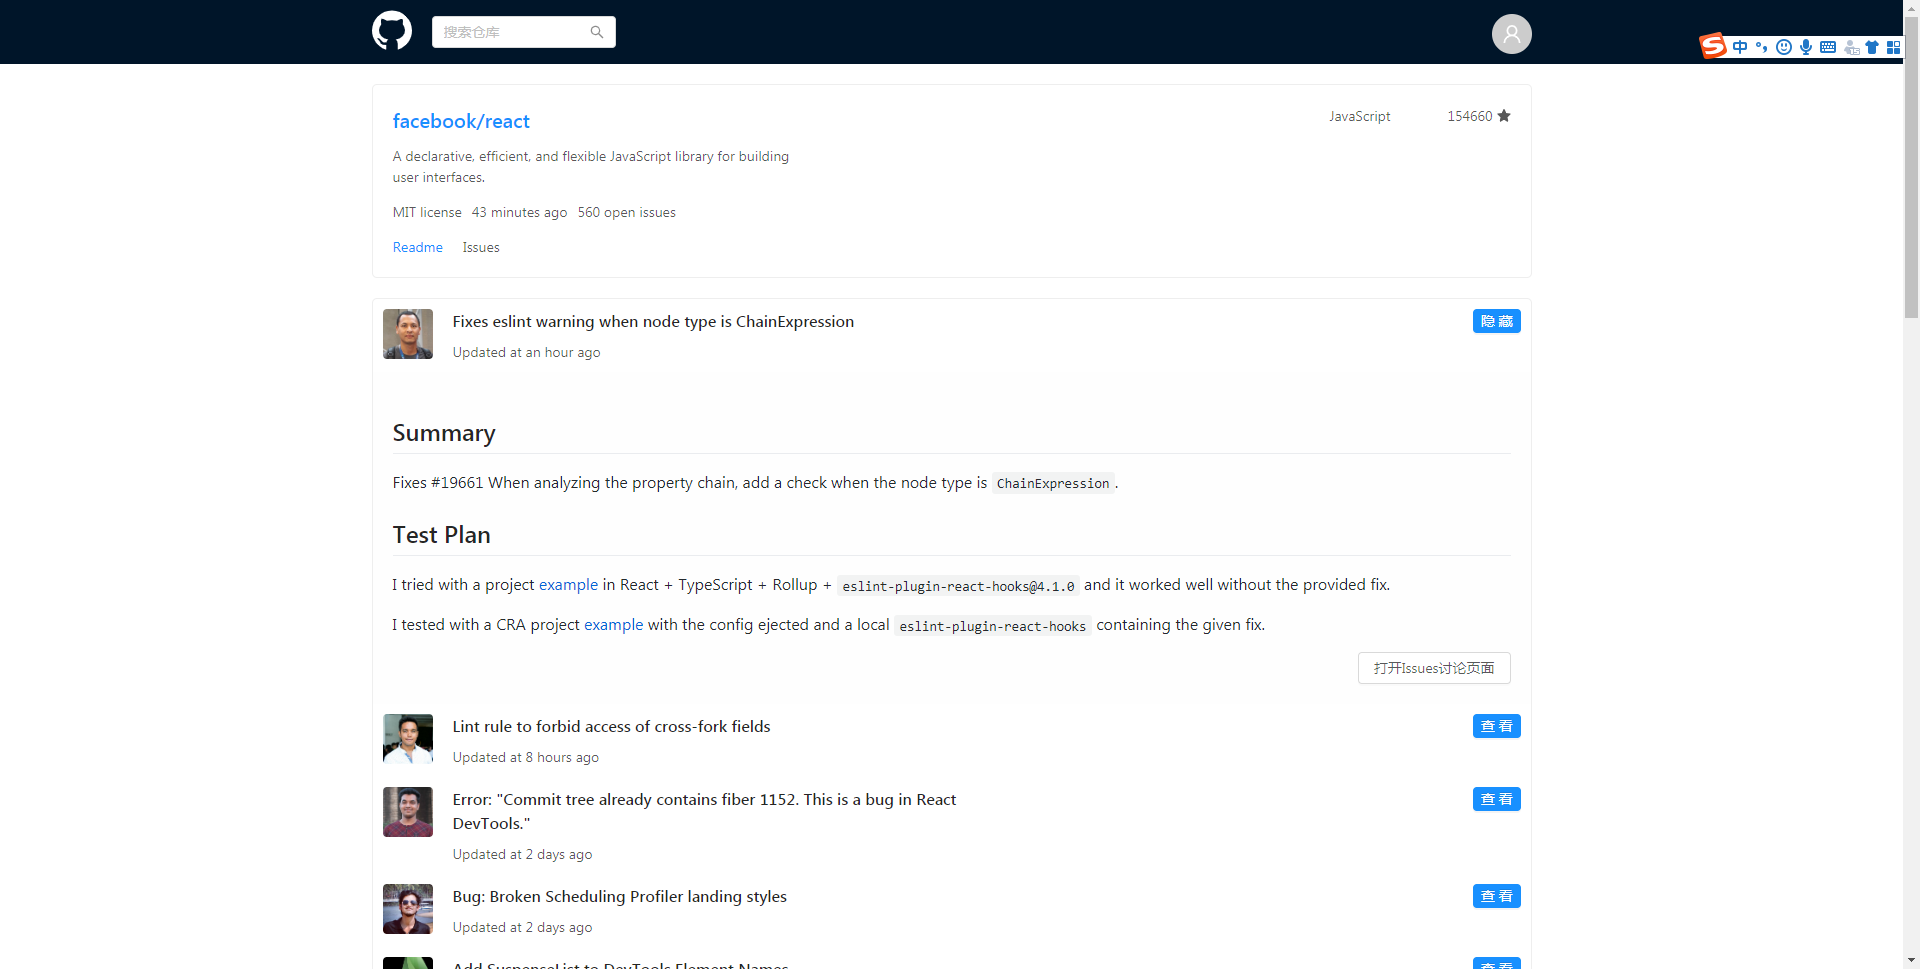 搜索仓库
中
facebook/react
JavaScript
154660
A declarative, efficient, and flexible JavaScript library for building
user interfaces.
MIT license 43 minutes ago 560 open issues
Readme Issues
Fixes eslint warning when node type is ChainExpression
隐 藏
Updated at an hour ago
Summary
Fixes #19661 When analyzing the property chain, add a check when the node type is ChainExpression.
Test Plan
I tried with a project example in React + TypeScript + Rollup + eslint-plugin-react-hooks@4.1.0 and it worked well without the provided fix.
I tested with a CRA project example with the config ejected and a local eslint-plugin-react-hooks containing the given fix.
打开Issues讨论页面
Lint rule to forbid access of cross-fork fields
查 看
Updated at 8 hours ago
Error: "Commit tree already contains fiber 1152. This is a bug in React
DevTools."
查 看
Updated at 2 days ago
Bug: Broken Scheduling Profiler landing styles
查 看
Updated at 2 days ago
Add SuspenseList to DevTools Element Names
查 看